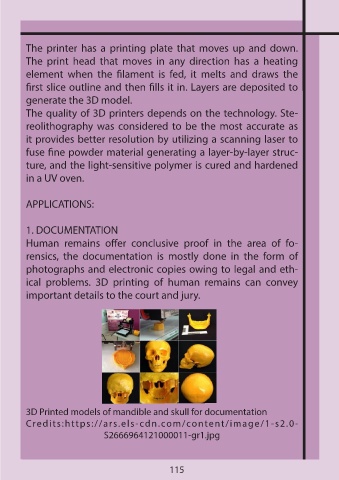 The printer has a printing plate that moves up and down.
The print head that moves in any direction has a heating
element when the filament is fed, it melts and draws the
first slice outline and then fills it in. Layers are deposited to
generate the 3D model.
The quality of 3D printers depends on the technology. Ste-
reolithography was considered to be the most accurate as
it provides better resolution by utilizing a scanning laser to
fuse fine powder material generating a layer-by-layer struc-
ture, and the light-sensitive polymer is cured and hardened
in a UV oven.
APPLICATIONS:
1. DOCUMENTATION
Human remains offer conclusive proof in the area of fo-
rensics, the documentation is mostly done in the form of
photographs and electronic copies owing to legal and eth-
ical problems. 3D printing of human remains can convey
important details to the court and jury.
3D Printed models of mandible and skull for documentation
Credits:https://ars.els-cdn.com/content/image/1-s2.0-
S2666964121000011-gr1.jpg
115